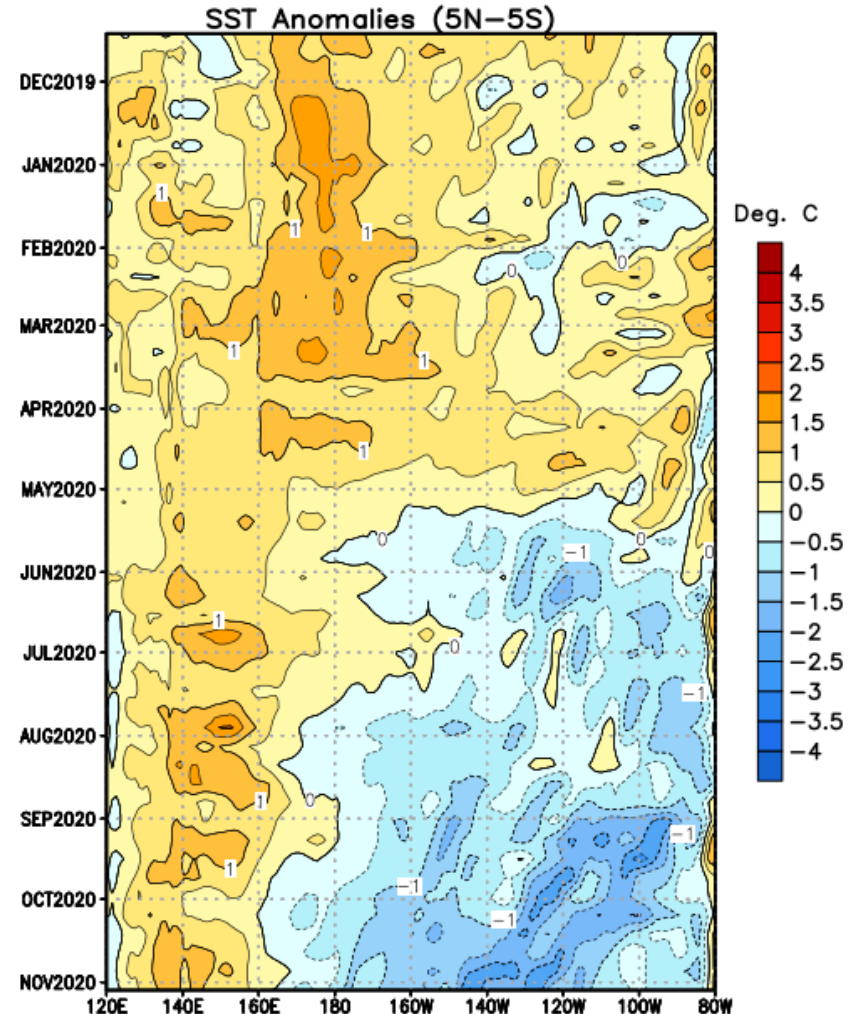 SST Anomalies (5N−5S)
DEC2019
JAN2020
FEB2020
MAR2020
APR2020
MAY2020
JUN2020
JUL2020
AUG2020
SEP2020
OCT2020
NOV2020
120E 140E 160E 180 160W 140W 120W 100W 80W
1
1
1
0
0
1
1
1
0
−1
0
0
1
0
−1
1
0
−1
1
−1
−1
Deg. C
4
3.5
3
2.5
2
1.5
1
0.5
0
−0.5
−1
−1.5
−2
−2.5
−3
−3.5
−4